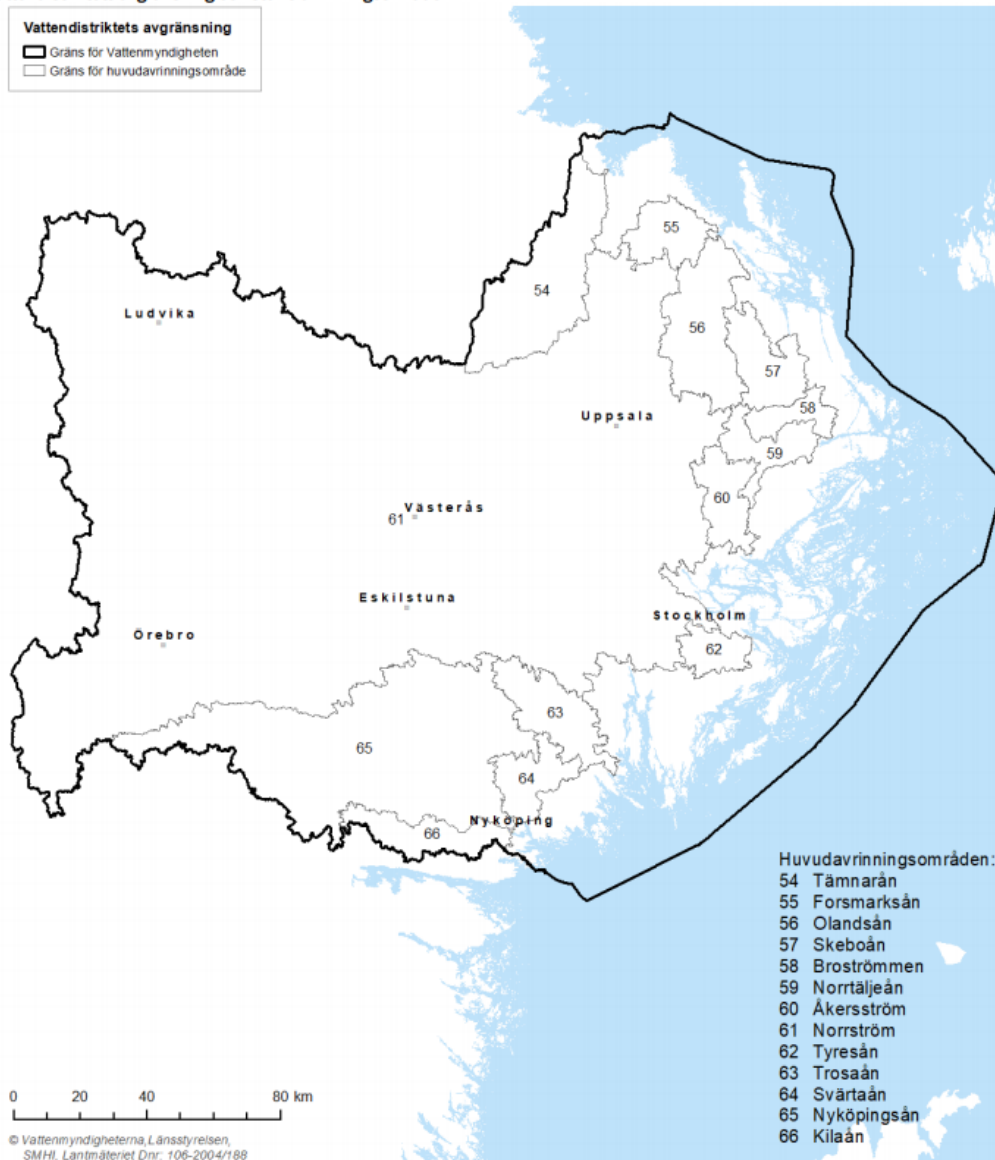 Vattendistriktets avgränsning
Gräns för Vattenmyndigheten
Gräns för huvudavrinningsområde
55
54
Ludvika
56
57
58
Uppsala
59
60
61 Västerås
Eskilstuna
Stockholm
Örebro
62
63
65
64
Nyköping
66
Huvudavrinningsområden:
54 Tämnarån
55 Forsmarksån
56 Olandsån
57 Skeboån
58 Broströmmen
59 Norrtäljeån
60 Åkersström
61 Norrström
62 Tyresån
63 Trosaån
64 Svärtaån
65 Nyköpingsån
66 Kilaån
0 20 40 80 km
© Vattenmyndigheterna,Länsstyrelsen,
SMHI, Lantmäteriet Dnr: 106-2004/188